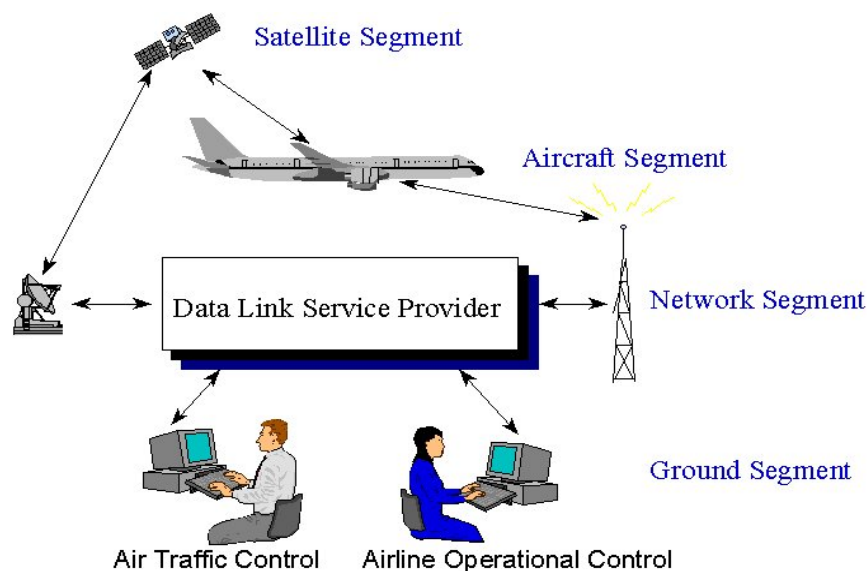 Satellite Segment
Aircraft Segment
Data Link Service Provider
Network Segment
Ground Segment
Air Traffic Control
Airline Operational Control